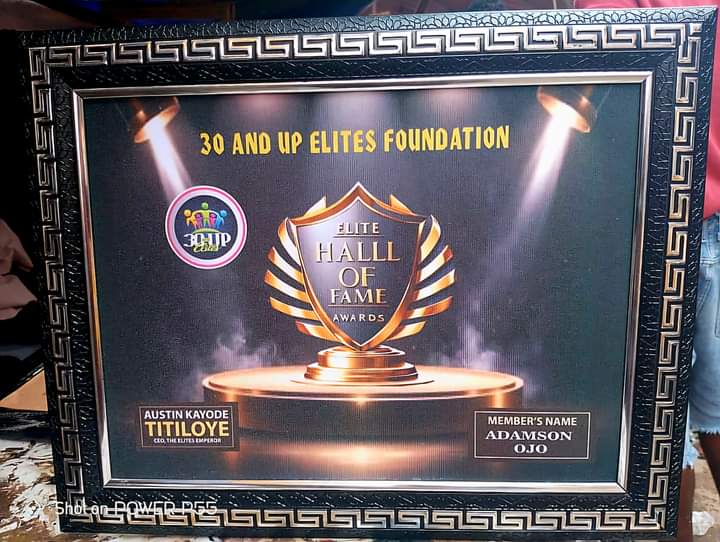 30 AND UP ELITES FOUNDATION
30&UP
Elites
ELITE
HALLL
OF
FAME
AWARDS
AUSTIN KAYODE
TITILOYE
CEO, THE ELITES EMPEROR
MEMBER'S NAME
ADAMSON
OJO
Shot on POWER P55